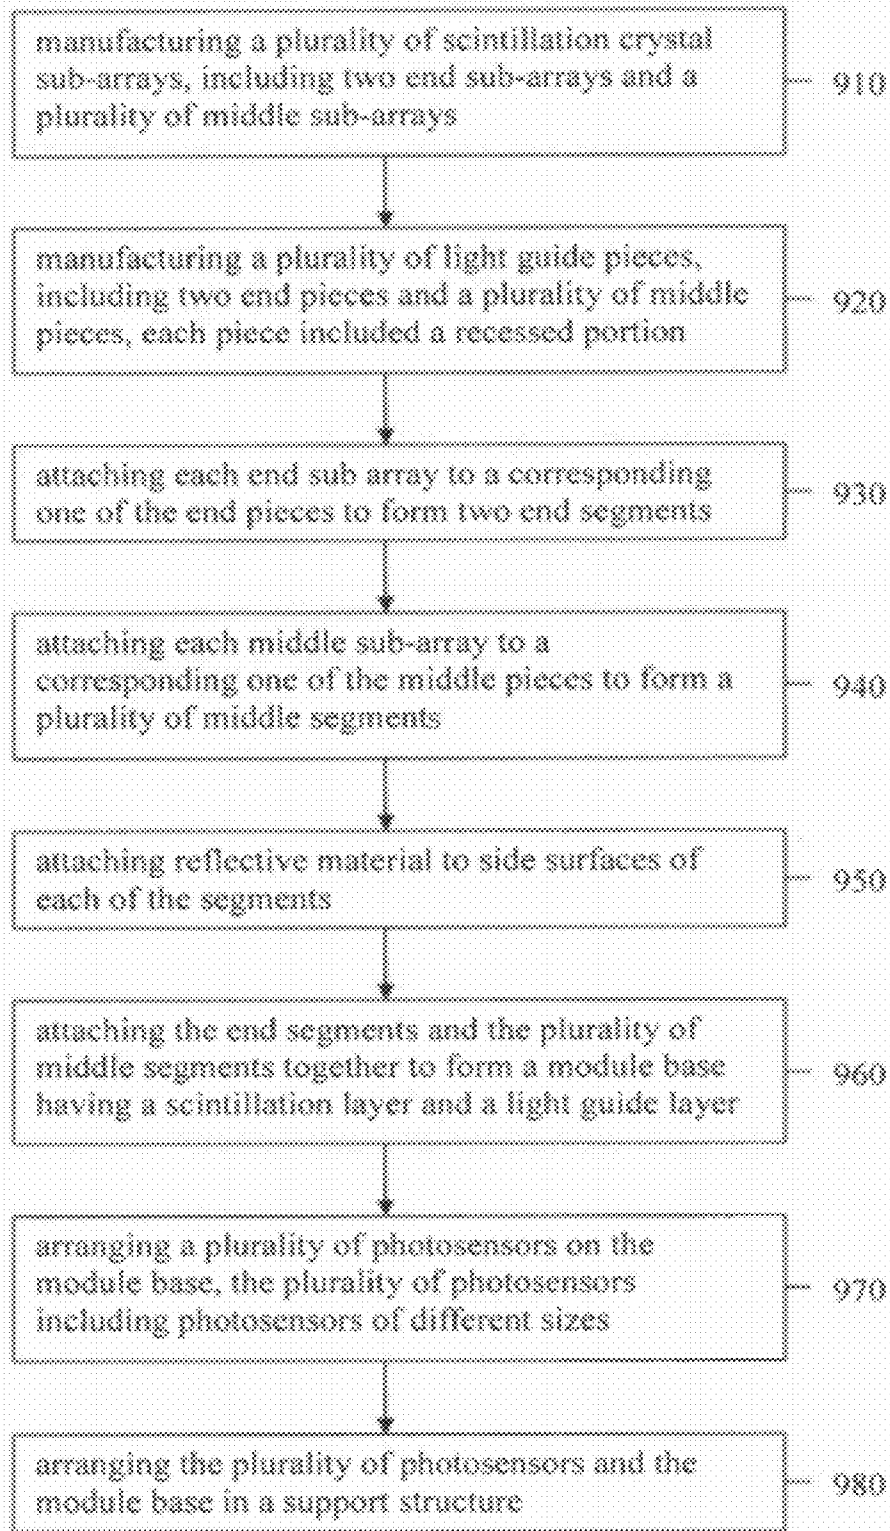 manufacturing a plurality of scintillation crystal
sub-arrays, including two end sub-arrays and a
plurality of middle sub-arrays
910
manufacturing a plurality of light guide pieces,
including two end pieces and a plurality of middle
pieces, each piece included a recessed portion
920
attaching each end sub array to a corresponding
one of the end pieces to form two end segments
930
attaching each middle sub-array to a
corresponding one of the middle pieces to form a
plurality of middle segments
940
attaching reflective material to side surfaces of
each of the segments
950
attaching the end segments and the plurality of
middle segments together to form a module base
having a scintillation layer and a light guide layer
960
arranging a plurality of photosensors on the
module base, the plurality of photosensors
including photosensors of different sizes
970
arranging the plurality of photosensors and the
module base in a support structure
980